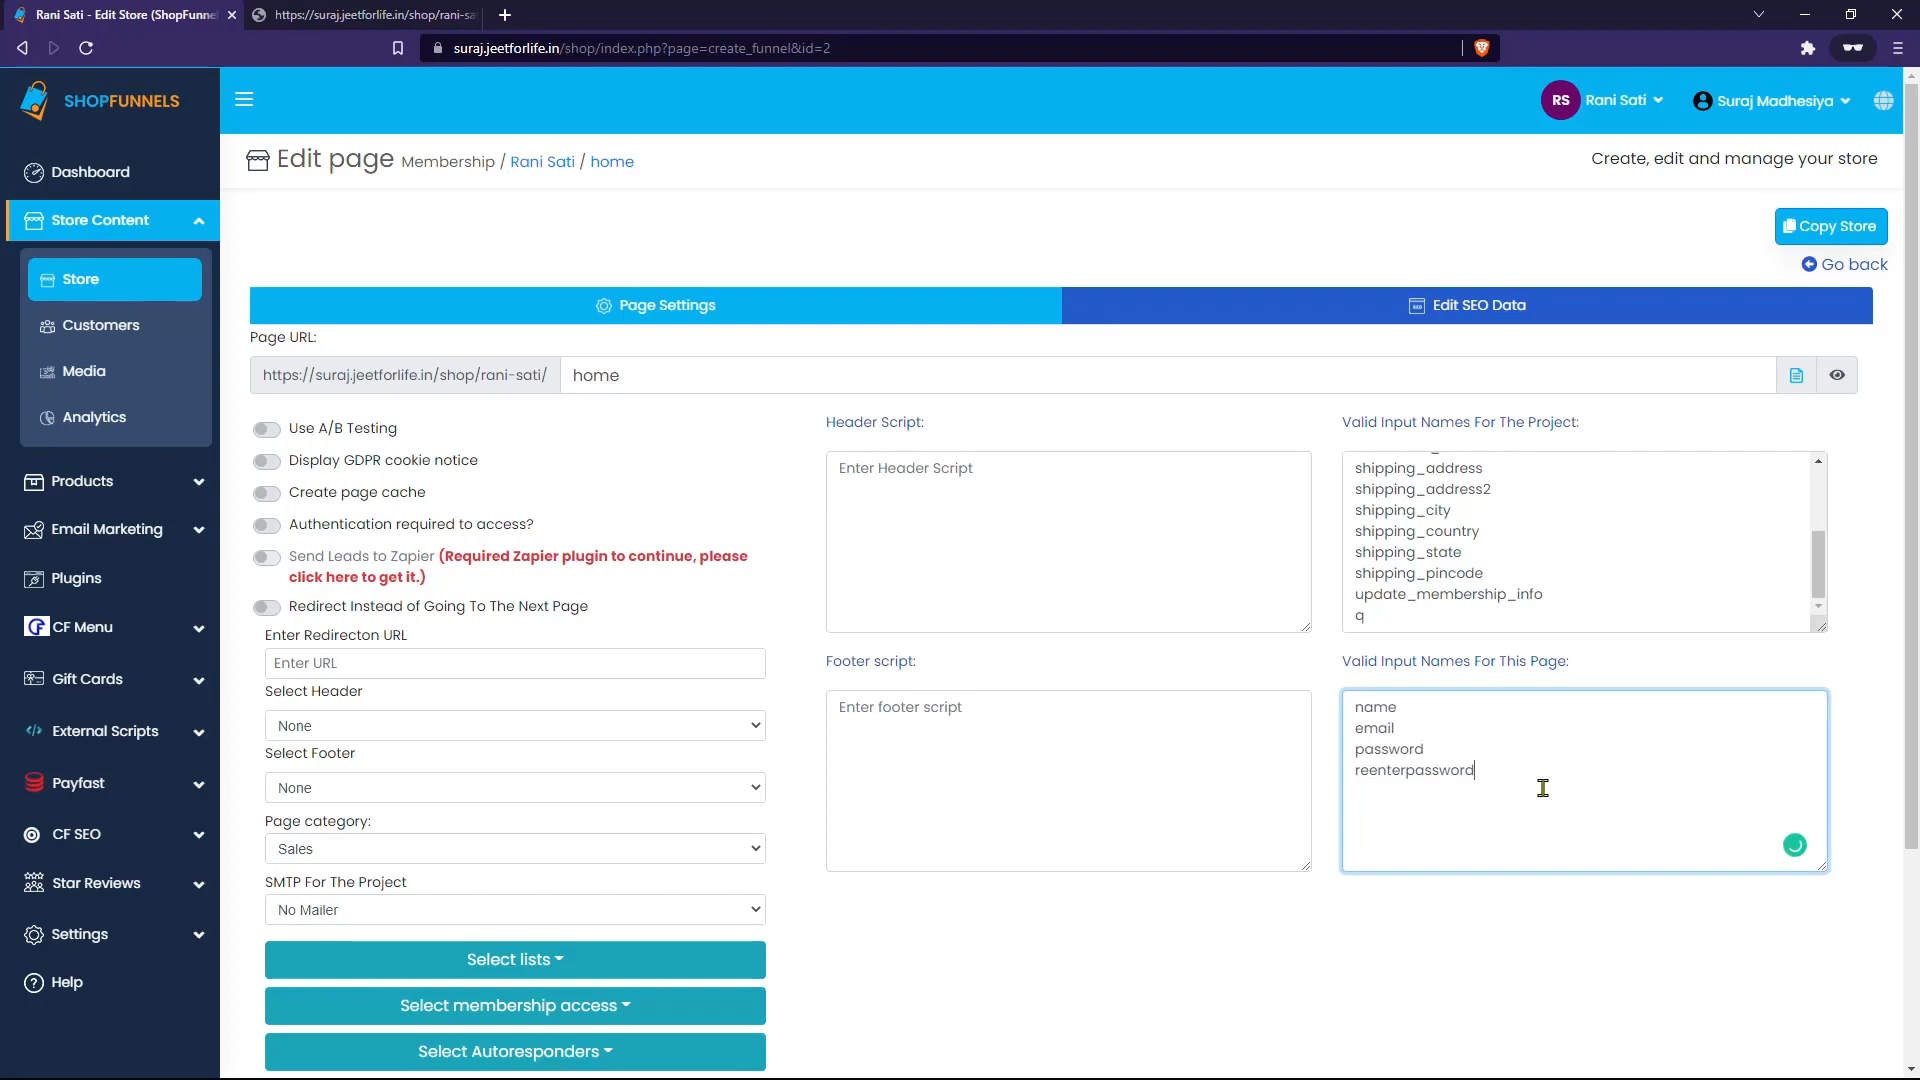 Rani Sati - Edit Store (ShopFunne
https://suraj.jeetforlife.in/shop/rani-sa
suraj.jeetforlife.in/shop/index.php?page=create_funnel&id=2
SHOPFUNNELS
RS Rani Sati
Suraj Madhesiya
Dashboard
Store Content
Store
Customers
Media
Analytics
Products
Email Marketing
Plugins
CF Menu
Gift Cards
External Scripts
Payfast
CF SEO
Star Reviews
Settings
Help
Edit page Membership / Rani Sati / home
Create, edit and manage your store
Copy Store
Go back
Page Settings
Edit SEO Data
Page URL:
https://suraj.jeetforlife.in/shop/rani-sati/ home
Use A/B Testing
Display GDPR cookie notice
Create page cache
Authentication required to access?
Send Leads to Zapier (Required Zapier plugin to continue, please
click here to get it.)
Redirect Instead of Going To The Next Page
Enter Redirecton URL
Enter URL
Select Header
None
Select Footer
None
Page category:
Sales
SMTP For The Project
No Mailer
Select lists
Select membership access
Select Autoresponders
Header Script:
Enter Header Script
Footer script:
Enter footer script
Valid Input Names For The Project:
shipping_address
shipping_address2
shipping_city
shipping_country
shipping_state
shipping_pincode
update_membership_info
q
Valid Input Names For This Page:
name
email
password
reenterpassword